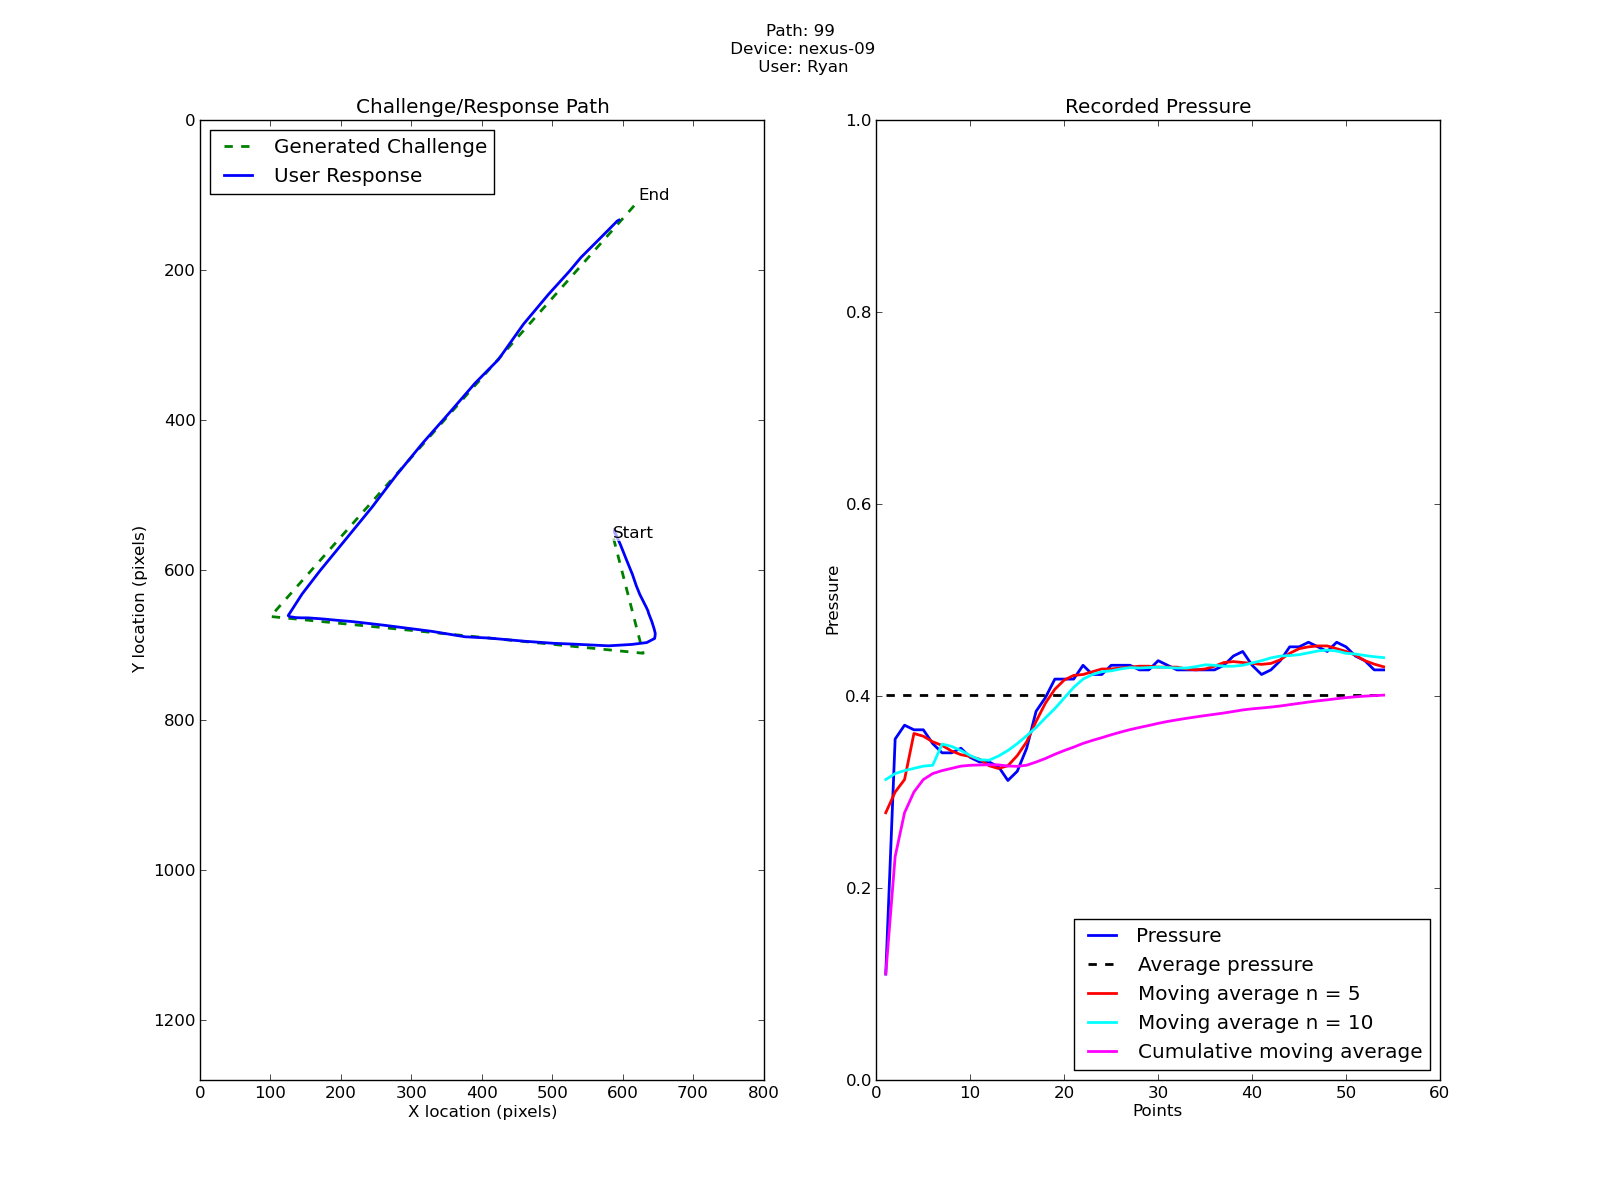 Path: 99
Device: nexus-09
User: Ryan
Challenge/Response Path
Generated Challenge
User Response
End
Start
0
200
400
600
800
1000
1200
Y location (pixels)
0 100 200 300 400 500 600 700 800
X location (pixels)
Recorded Pressure
1.0
0.8
0.6
0.4
0.2
0.0
Pressure
Pressure
Average pressure
Moving average n = 5
Moving average n = 10
Cumulative moving average
0 10 20 30 40 50 60
Points